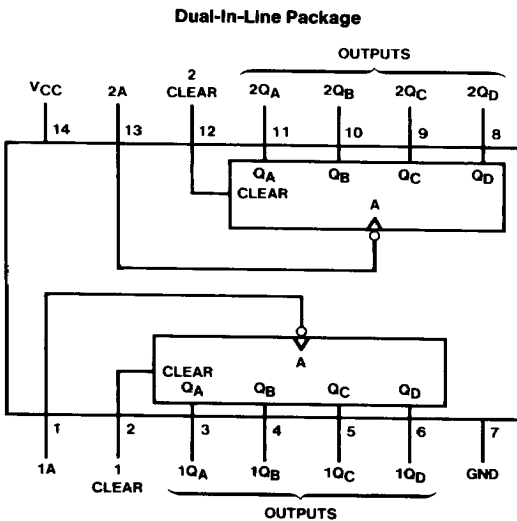 Dual-In-Line Package
OUTPUTS
VCC 2A 2 CLEAR 2QA 2QB 2QC 2QD
14 13 12 11 10 9 8
QA QB QC QD
CLEAR
A
A
CLEAR
QA QB QC QD
1 2 3 4 5 6 7
1A 1 CLEAR 1QA 1QB 1QC 1QD GND
OUTPUTS